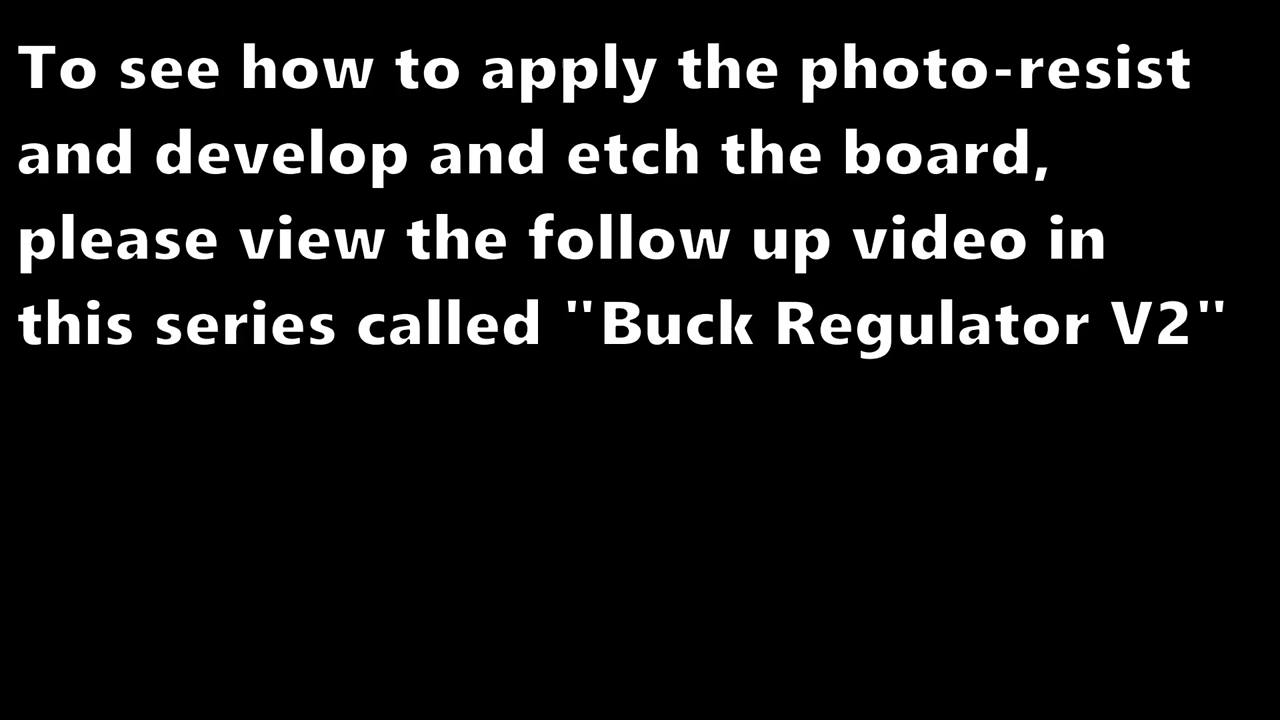 To see how to apply the photo-resist
and develop and etch the board,
please view the follow up video in
this series called "Buck Regulator V2"